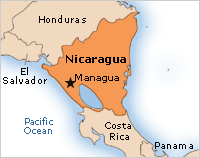 Honduras
Nicaragua
El
Salvador
Managua
Pacific
Ocean
Costa
Rica
Panama